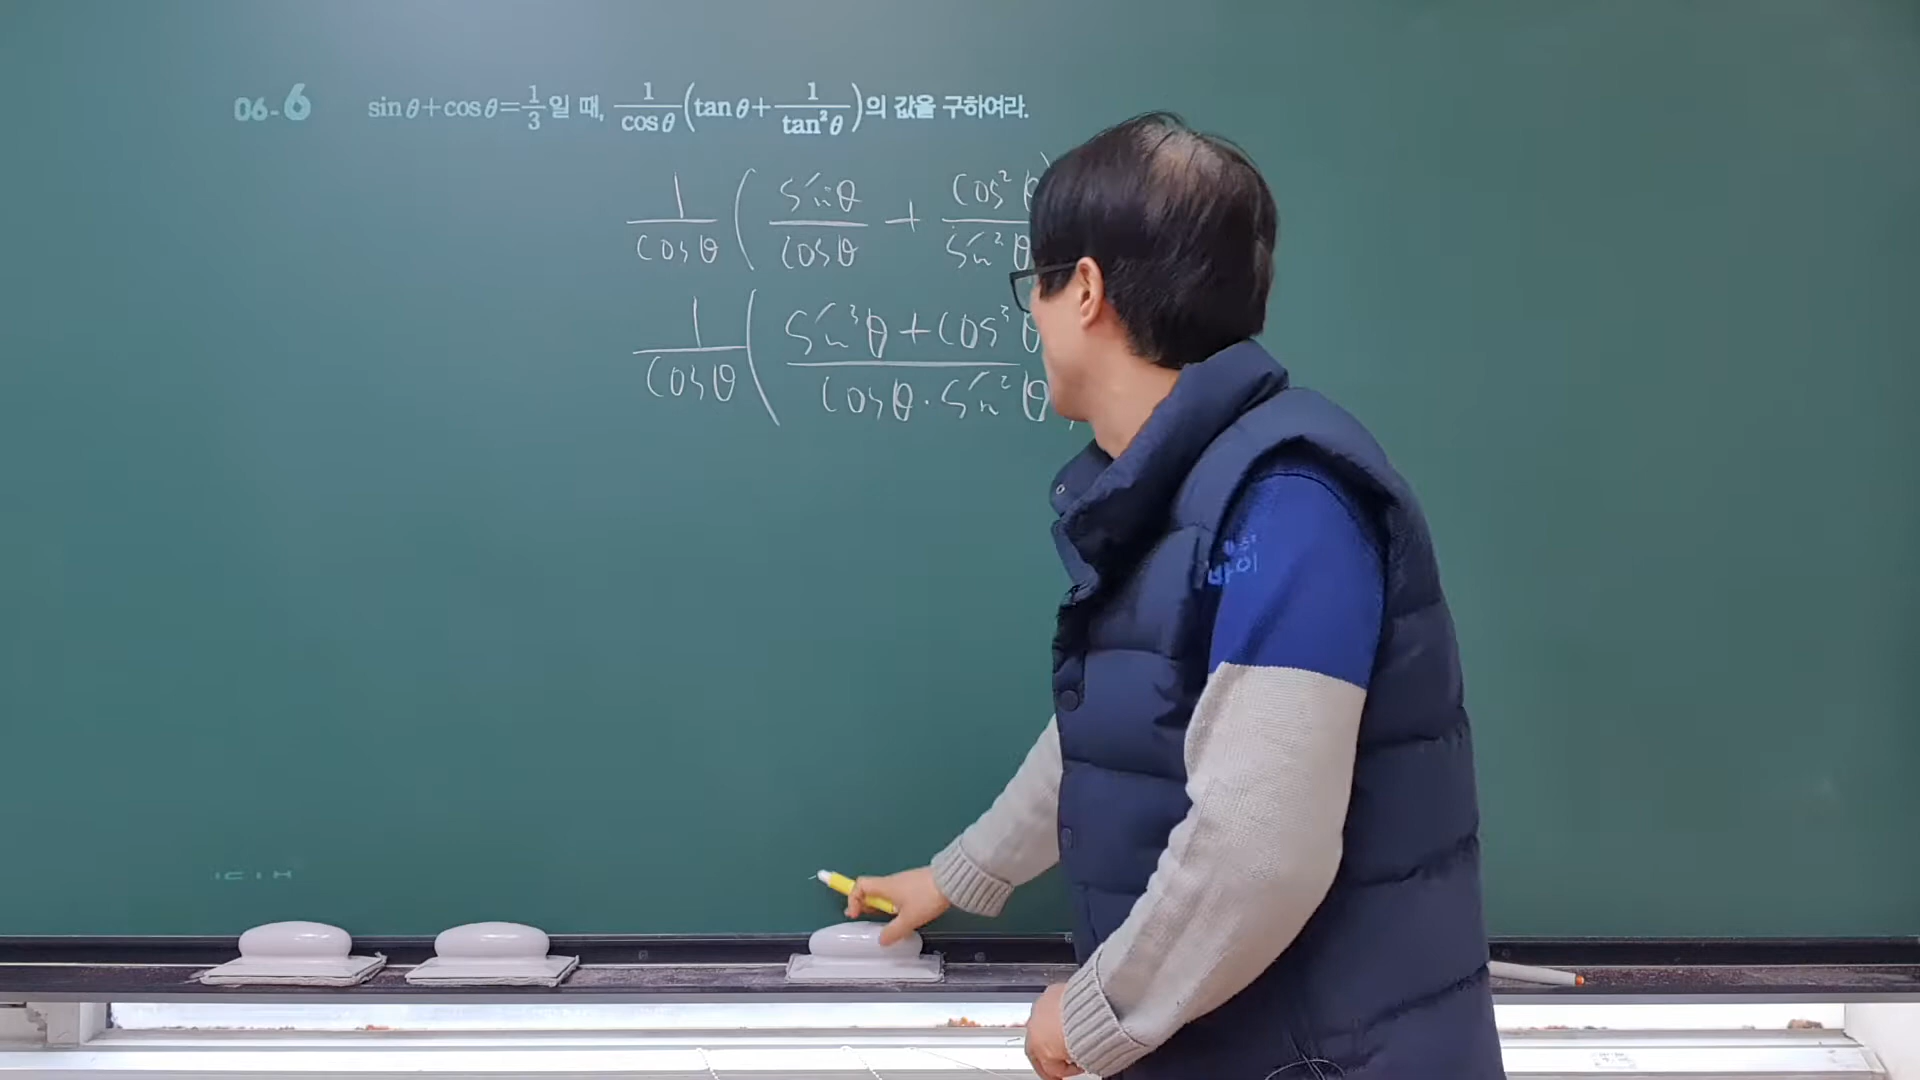 06-6 sinθ+cosθ=1/3일 때, 1/cosθ(tanθ+1/tan²θ)의 값을 구하여라.
1/cosθ ( sinθ/cosθ + cos²θ/sin²θ )
1/cosθ ( sin³θ+cos³θ / cosθ·sin²θ )